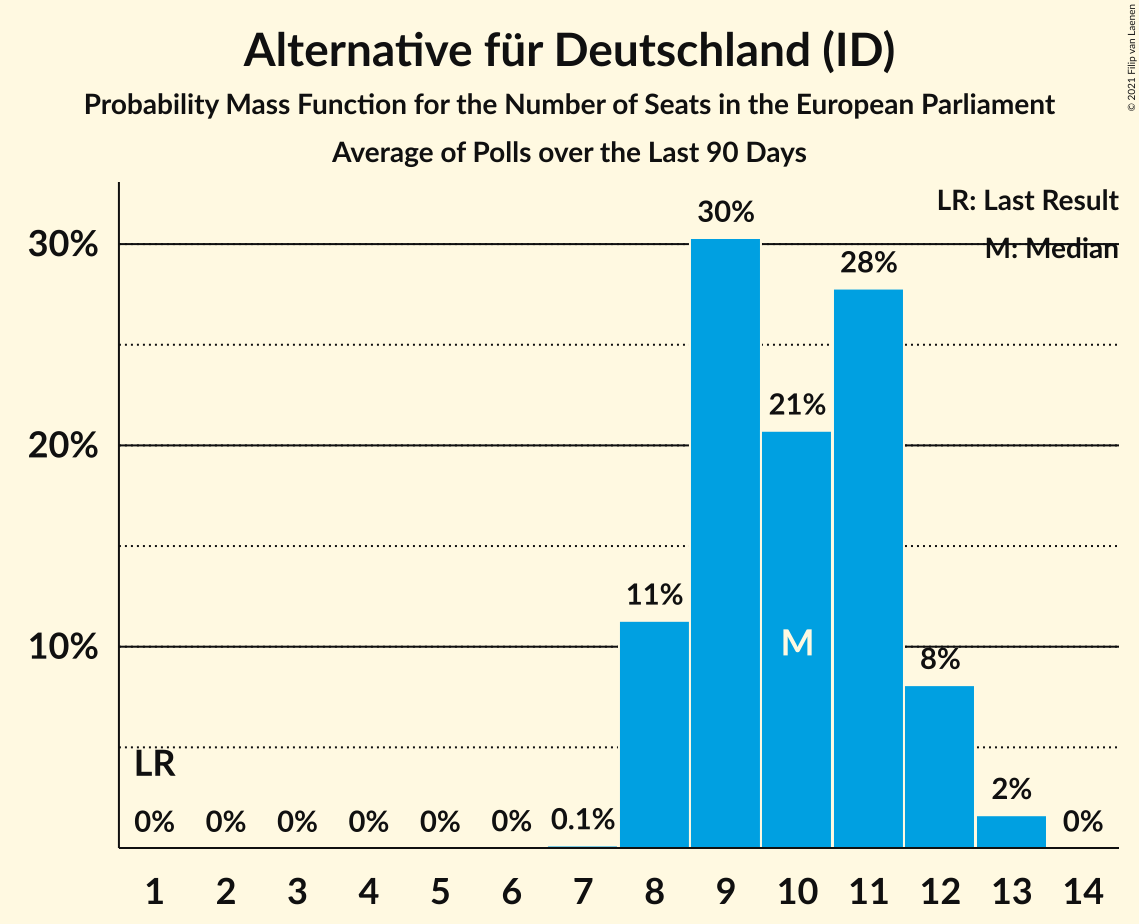 Alternative für Deutschland (ID)
Probability Mass Function for the Number of Seats in the European Parliament
Average of Polls over the Last 90 Days
© 2021 Filip van Laenen
LR: Last Result
M: Median
30%
20%
10%
LR
0% 0% 0% 0% 0% 0% 0.1% 11% 30% 21% 28% 8% 2% 0%
M
1 2 3 4 5 6 7 8 9 10 11 12 13 14